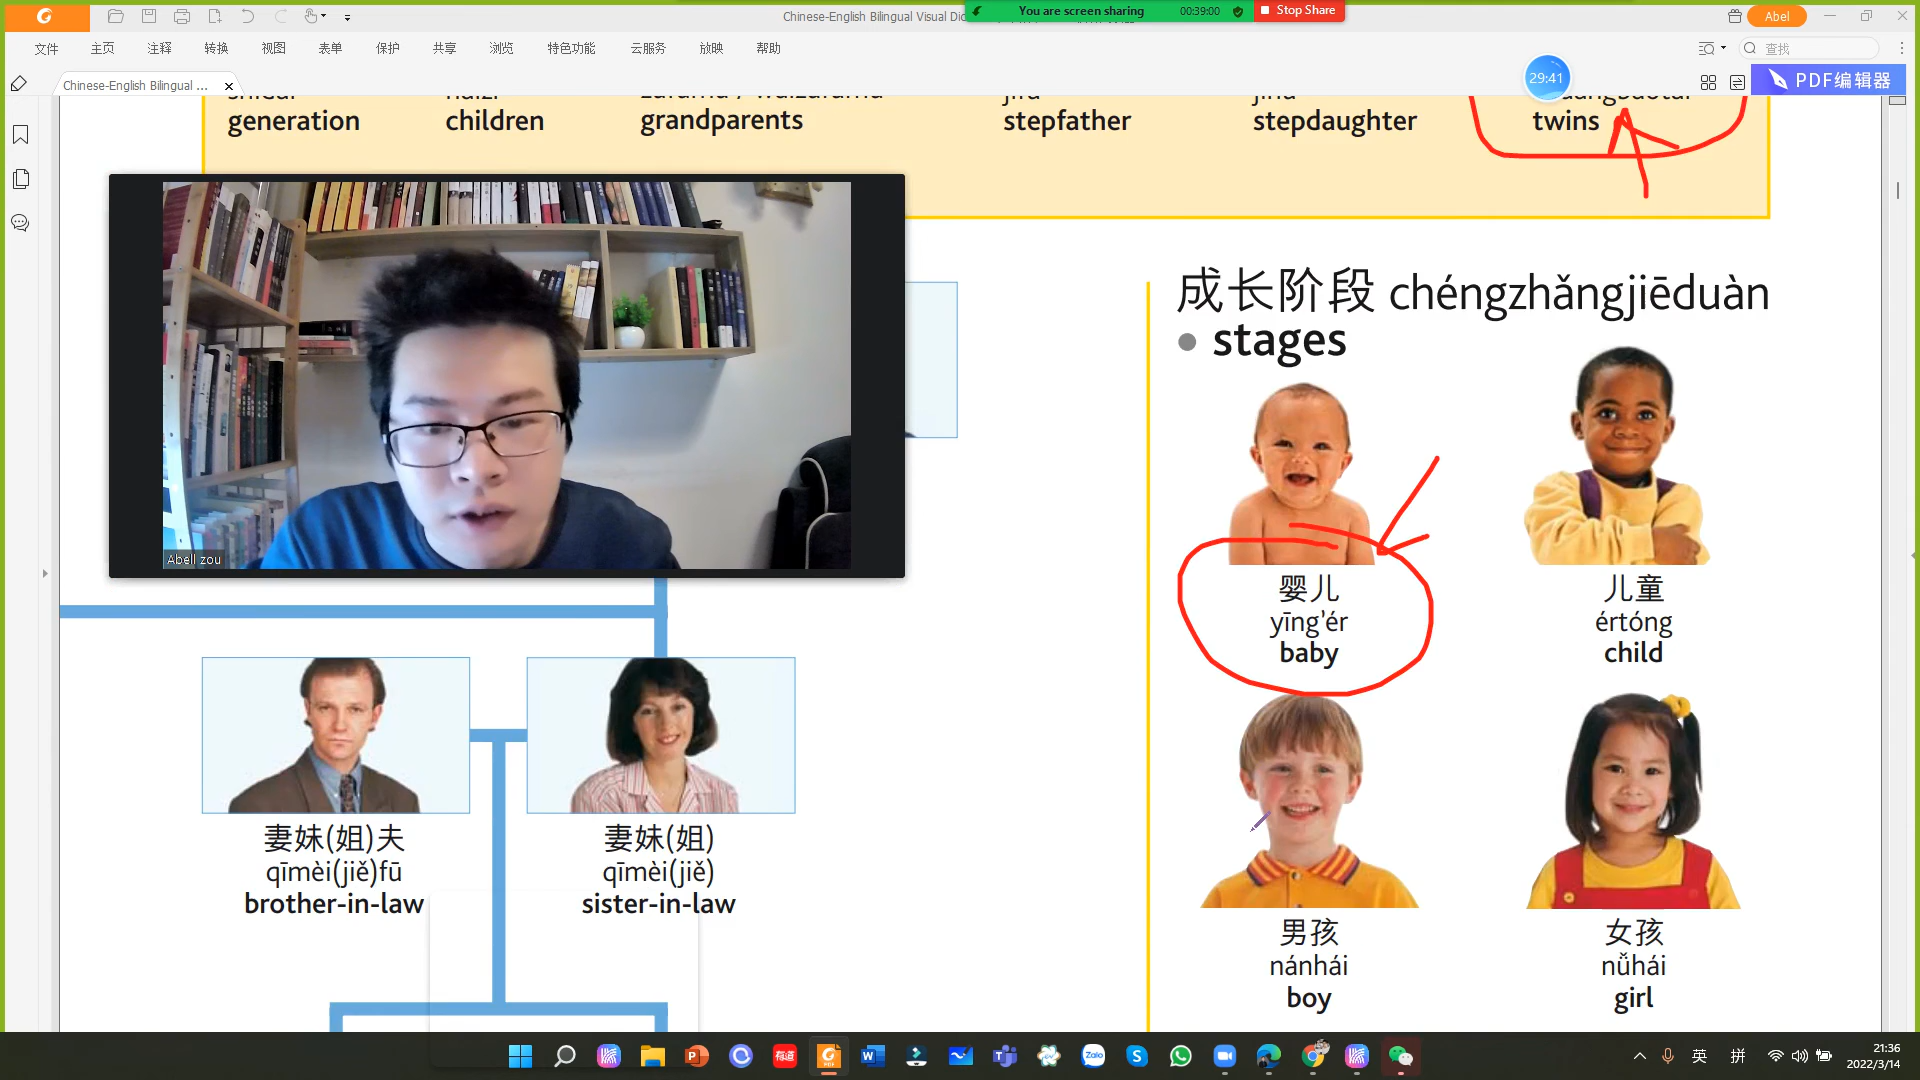 Chinese-English Bilingual Visual Dic
You are screen sharing
00:39:00
Stop Share
Abel
文件 主页 注释 转换 视图 表单 保护 共享 浏览 特色功能 云服务 放映 帮助
查找
Chinese-English Bilingual ...
29:41
PDF编辑器
generation children grandparents stepfather stepdaughter twins
成长阶段 chéngzhǎngjiēduàn
stages
Abell zou
婴儿
yīng'ér
baby
儿童
értóng
child
妻妹(姐)夫
qīmèi(jiě)fū
brother-in-law
妻妹(姐)
qīmèi(jiě)
sister-in-law
男孩
nánhái
boy
女孩
nǚhái
girl
有道
PDF
Zalo
英
拼
21:36
2022/3/14